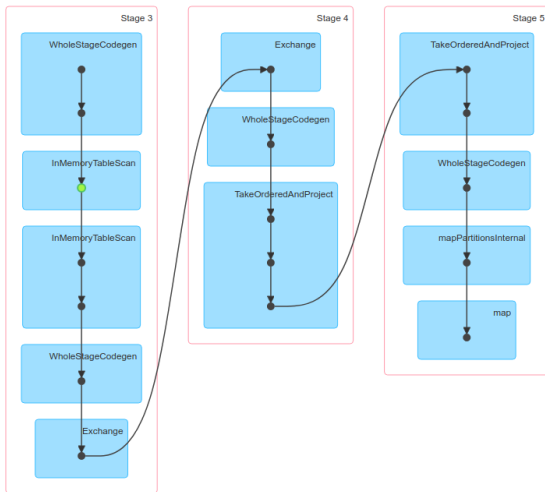 Stage 3
WholeStageCodegen
InMemoryTableScan
InMemoryTableScan
WholeStageCodegen
Exchange
Stage 4
Exchange
WholeStageCodegen
TakeOrderedAndProject
Stage 5
TakeOrderedAndProject
WholeStageCodegen
mapPartitionsInternal
map